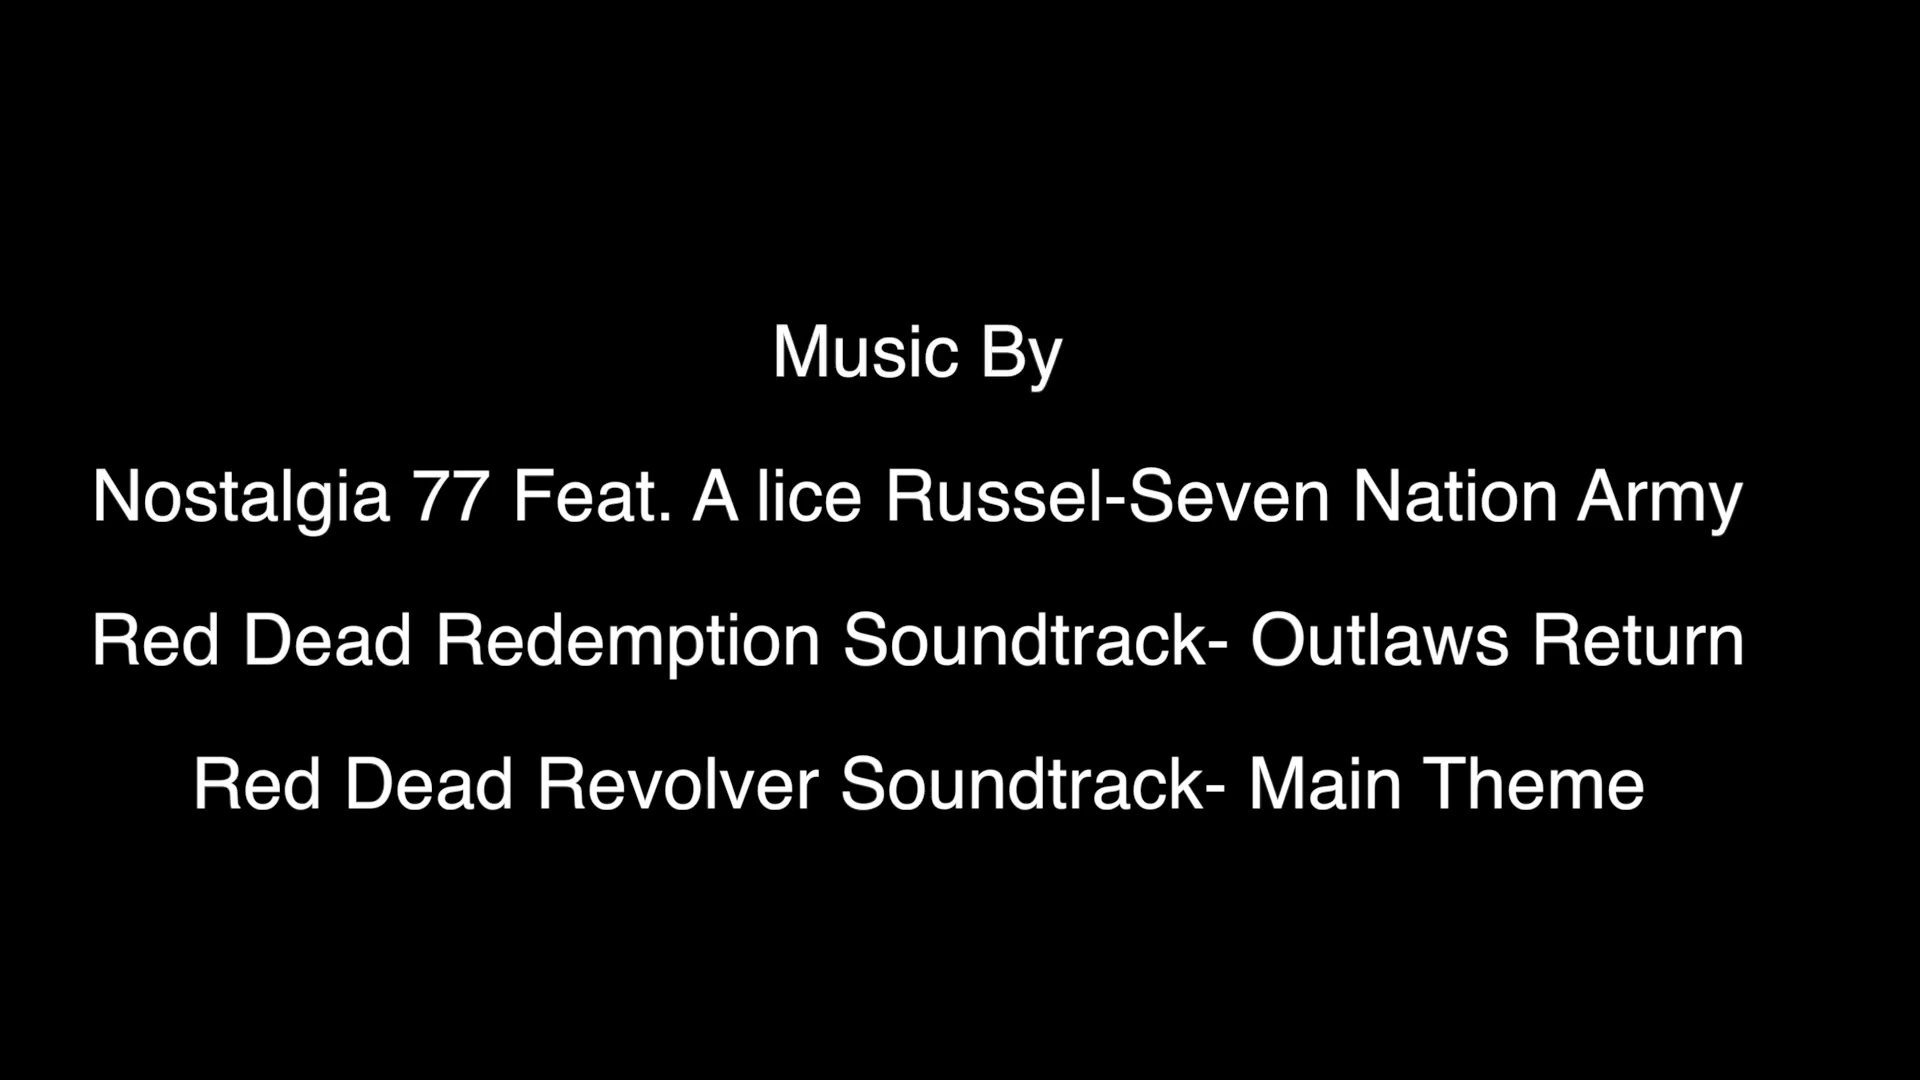 Music By
Nostalgia 77 Feat. A lice Russel-Seven Nation Army
Red Dead Redemption Soundtrack- Outlaws Return
Red Dead Revolver Soundtrack- Main Theme